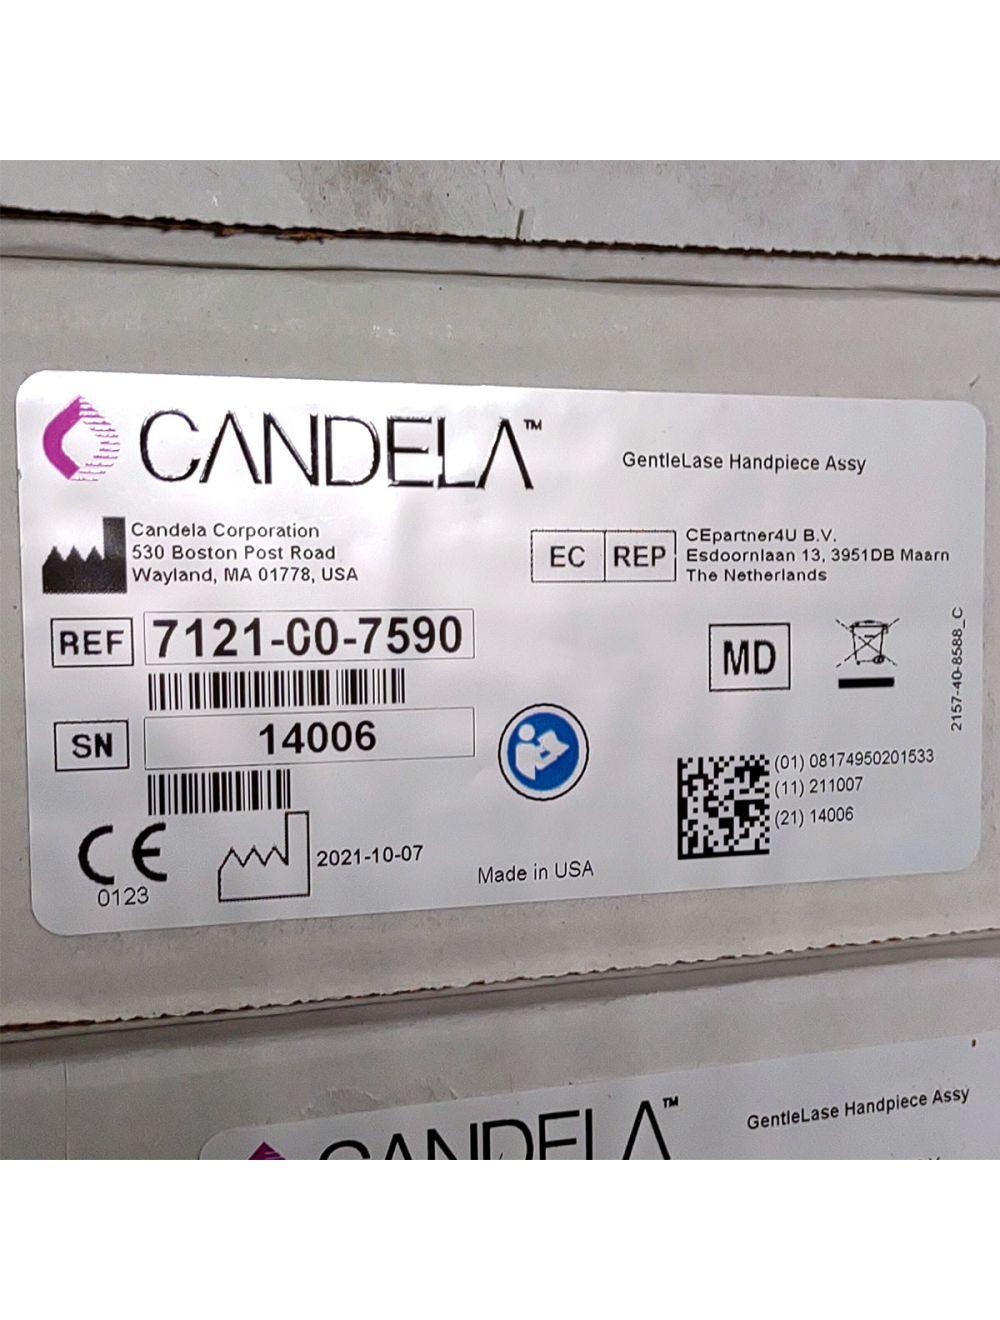 CANDELA™
GentleLase Handpiece Assy
Candela Corporation
530 Boston Post Road
Wayland, MA 01778, USA
EC REP
CEpartner4U B.V.
Esdoornlaan 13, 3951DB Maarn
The Netherlands
REF 7121-00-7590
MD
2157-40-8588_C
SN 14006
(01) 08174950201533
(11) 211007
(21) 14006
CE
0123
2021-10-07
Made in USA
CANDELA™
GentleLase Handpiece Assy